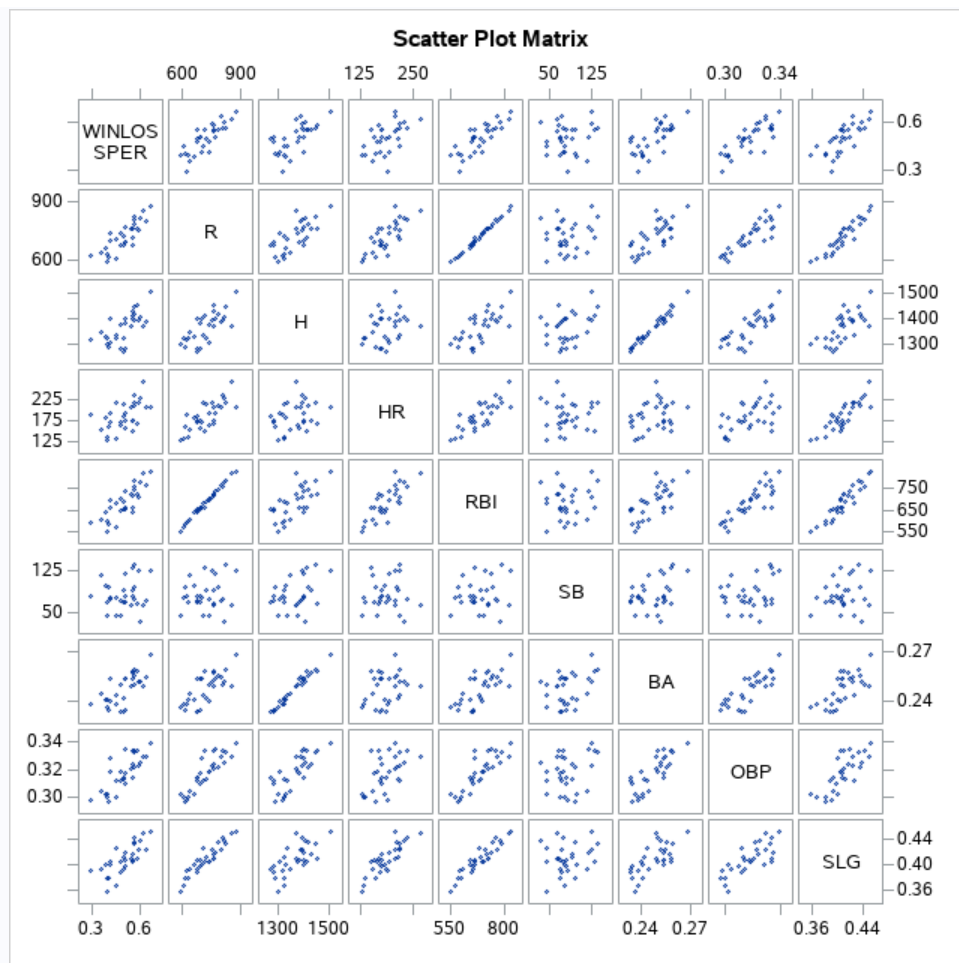 Scatter Plot Matrix
600 900 125 250 50 125 0.30 0.34
WINLOS
SPER
0.6
0.3
900
600
R
H
1500
1400
1300
225
175
125
HR
RBI
750
650
550
125
50
SB
BA
0.27
0.24
0.34
0.32
0.30
OBP
SLG
0.44
0.40
0.36
0.3 0.6 1300 1500 550 800 0.24 0.27 0.36 0.44